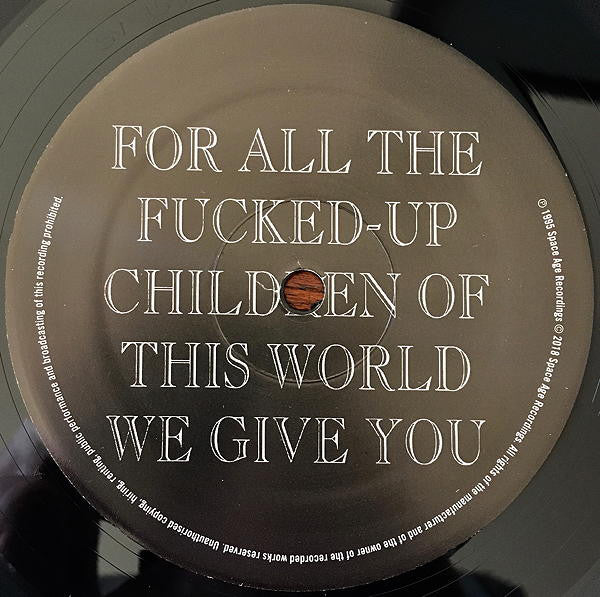 FOR ALL THE
FUCKED-UP
CHILDREN OF
THIS WORLD
WE GIVE YOU
℗ 1995 Space Age Recordings © 2018 Space Age Recordings. All rights of the manufacturer and of the owner of the recorded works reserved. Unauthorised copying, hiring, renting, public performance and broadcasting of this recording prohibited.